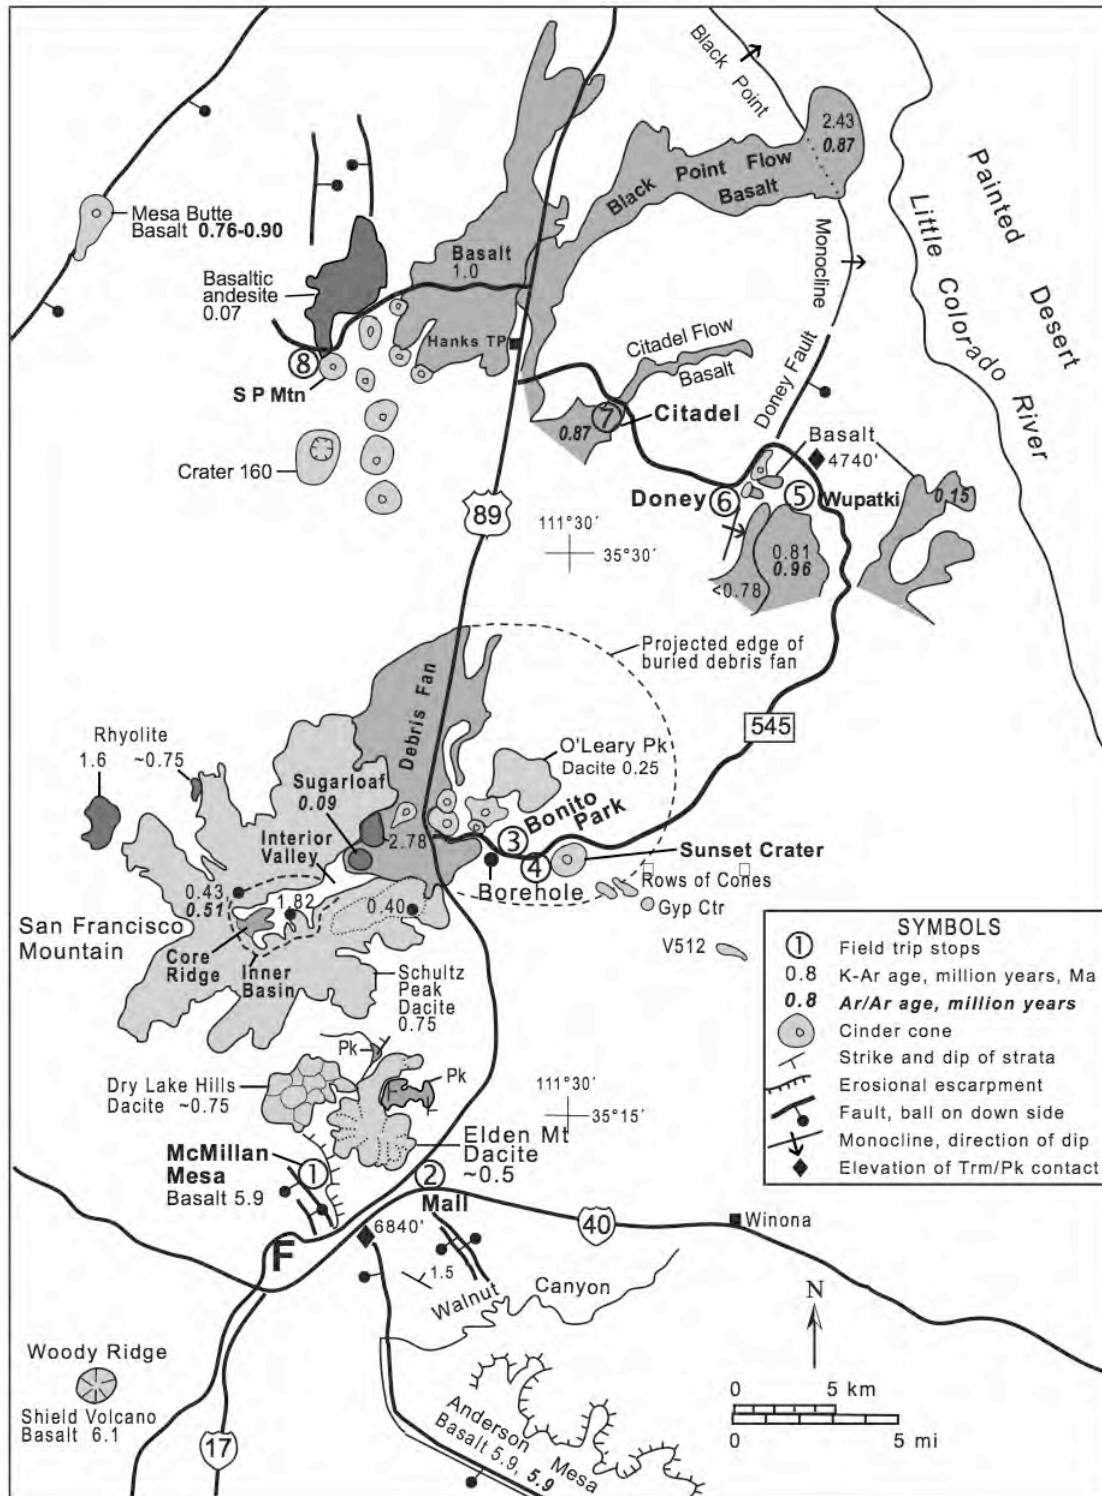 Black Point
2.43
0.87
Painted Desert
Little Colorado River
Black Point Flow
Basalt
Mesa Butte
Basalt 0.76-0.90
Basalt
1.0
Basaltic
andesite
0.07
Monocline
Hanks TP
Citadel Flow
Basalt
Doney Fault
8
S P Mtn
7
Citadel
0.87
Basalt
4740'
Crater 160
Doney
6
5
Wupatki
0.15
89
111°30´
35°30´
0.81
0.96
<0.78
Projected edge of
buried debris fan
Debris Fan
545
Rhyolite
1.6
~0.75
O'Leary Pk
Dacite 0.25
Sugarloaf
0.09
Bonito
Park
Interior
Valley
2.78
3
4
Sunset Crater
Borehole
Rows of Cones
0.43
0.51
1.82
0.40
Gyp Ctr
San Francisco
Mountain
Core
Ridge
Inner
Basin
V512
Schultz
Peak
Dacite
0.75
Pk
Pk
Dry Lake Hills
Dacite ~0.75
111°30´
35°15´
Elden Mt
Dacite
~0.5
McMillan
Mesa
Basalt 5.9
1
2
Mall
40
Winona
F
6840'
1.5
Walnut Canyon
N
Woody Ridge
Shield Volcano
Basalt 6.1
17
Anderson Mesa
Basalt 5.9, 5.9
0 5 km
0 5 mi
SYMBOLS
1 Field trip stops
0.8 K-Ar age, million years, Ma
0.8 Ar/Ar age, million years
Cinder cone
Strike and dip of strata
Erosional escarpment
Fault, ball on down side
Monocline, direction of dip
Elevation of Trm/Pk contact